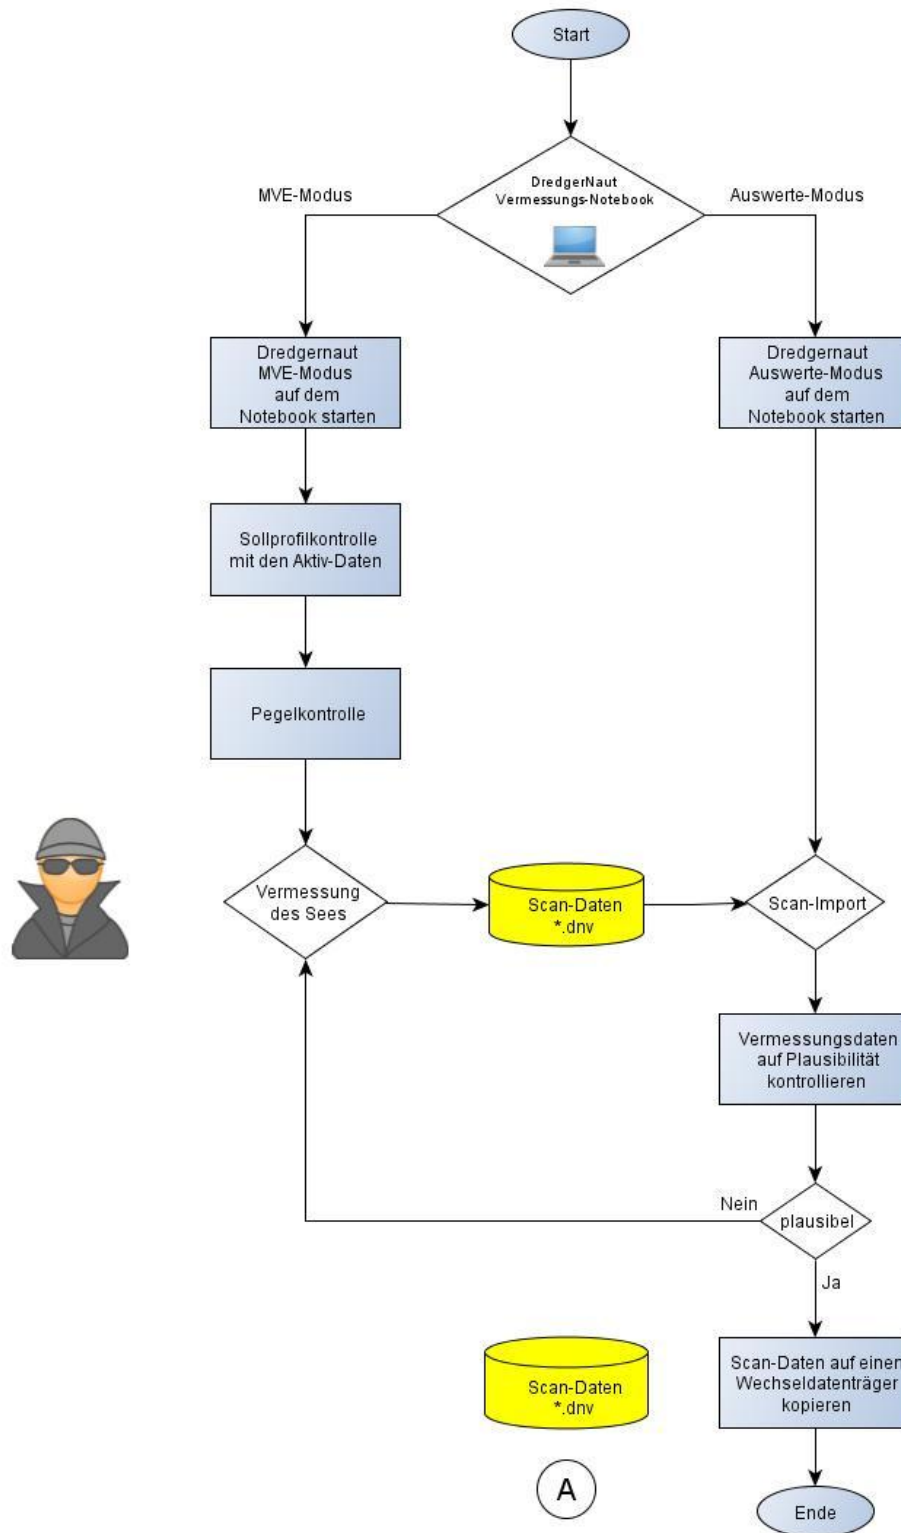 Start
DredgerNaut
Vermessungs-Notebook
MVE-Modus
Auswerte-Modus
Dredgernaut
MVE-Modus
auf dem
Notebook starten
Dredgernaut
Auswerte-Modus
auf dem
Notebook starten
Sollprofilkontrolle
mit den Aktiv-Daten
Pegelkontrolle
Vermessung
des Sees
Scan-Daten
*.dnv
Scan-Import
Vermessungsdaten
auf Plausibilität
kontrollieren
Nein
plausibel
Ja
Scan-Daten
*.dnv
Scan-Daten auf einen
Wechseldatenträger
kopieren
A
Ende